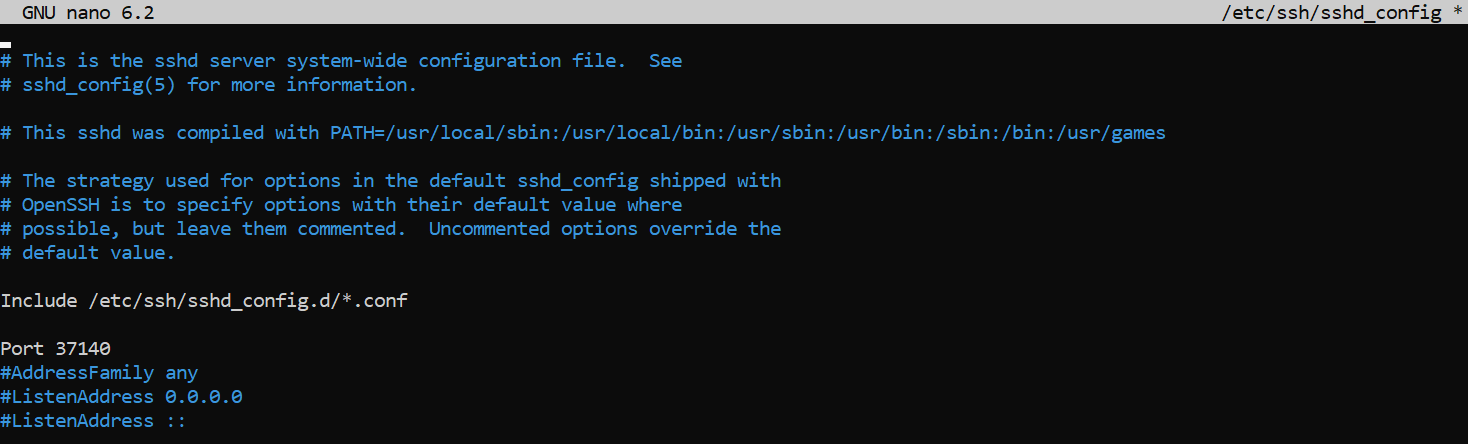 GNU nano 6.2 /etc/ssh/sshd_config *
# This is the sshd server system-wide configuration file.  See
# sshd_config(5) for more information.
# This sshd was compiled with PATH=/usr/local/sbin:/usr/local/bin:/usr/sbin:/usr/bin:/sbin:/bin:/usr/games
# The strategy used for options in the default sshd_config shipped with
# OpenSSH is to specify options with their default value where
# possible, but leave them commented.  Uncommented options override the
# default value.
Include /etc/ssh/sshd_config.d/*.conf
Port 37140
#AddressFamily any
#ListenAddress 0.0.0.0
#ListenAddress ::